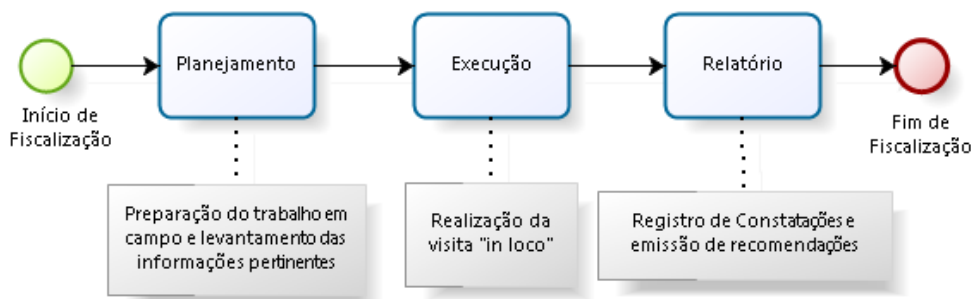 Planejamento
Execução
Relatório
Início de
Fiscalização
Fim de
Fiscalização
Preparação do trabalho em
campo e levantamento das
informações pertinentes
Realização da
visita "in loco"
Registro de Constatações e
emissão de recomendações